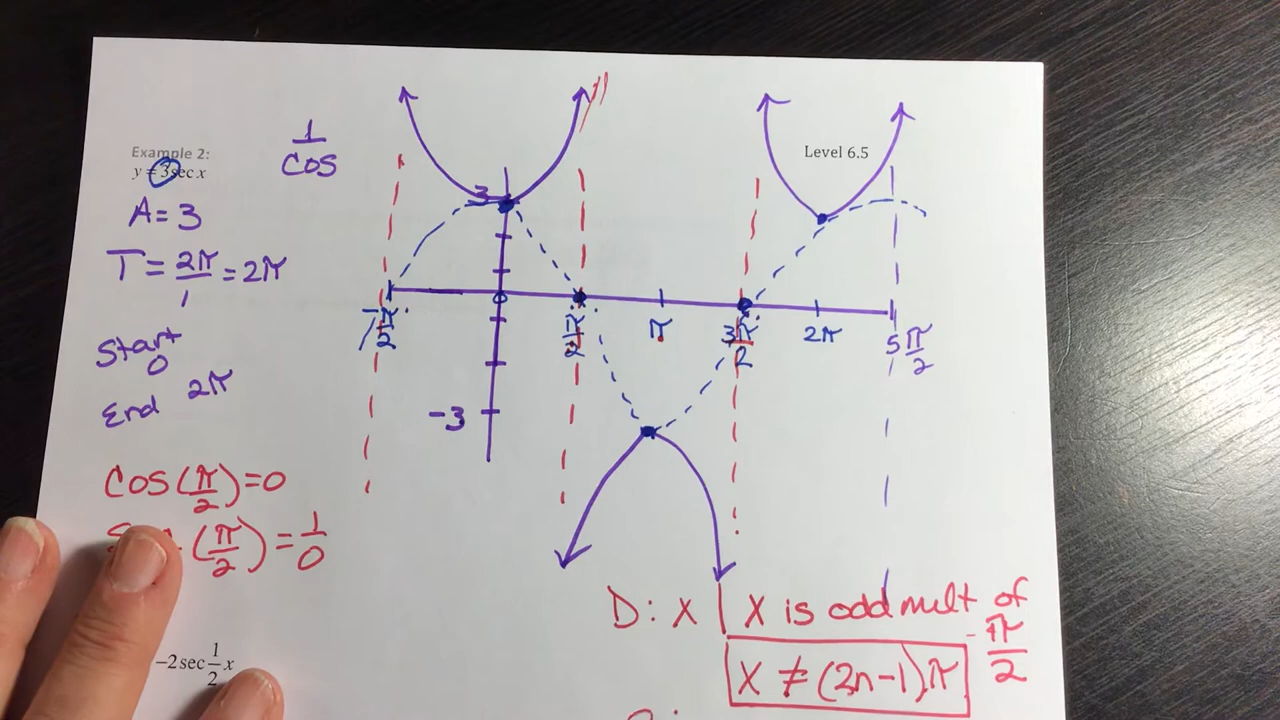 Example 2:
y = 3sec x
1
COS
Level 6.5
A = 3
T = 2π/1 = 2π
Start
0
End 2π
3
-3
-π/2
0
π/2
π
3π/2
2π
5π/2
COS(π/2)=0
(π/2) = 1/0
D: X | X is odd mult of π/2
X ≠ (2n-1)π
-2 sec 1/2 x